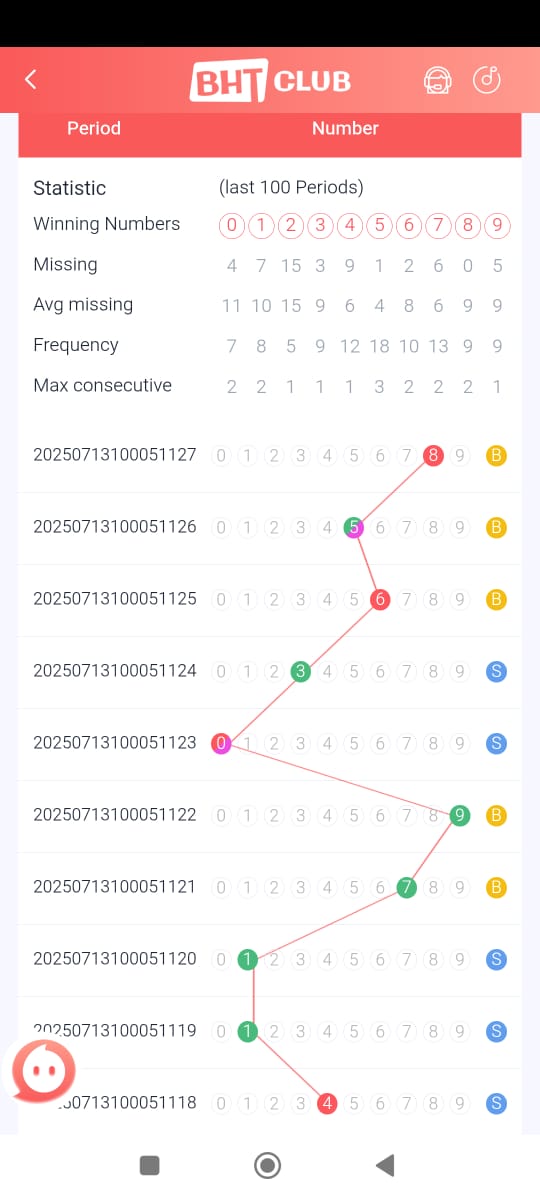 BHT CLUB
Period Number
Statistic (last 100 Periods)
Winning Numbers 0 1 2 3 4 5 6 7 8 9
Missing 4 7 15 3 9 1 2 6 0 5
Avg missing 11 10 15 9 6 4 8 6 9 9
Frequency 7 8 5 9 12 18 10 13 9 9
Max consecutive 2 2 1 1 1 3 2 2 2 1
20250713100051127 0 1 2 3 4 5 6 7 8 9 B
20250713100051126 0 1 2 3 4 5 6 7 8 9 B
20250713100051125 0 1 2 3 4 5 6 7 8 9 B
20250713100051124 0 1 2 3 4 5 6 7 8 9 S
20250713100051123 0 1 2 3 4 5 6 7 8 9 S
20250713100051122 0 1 2 3 4 5 6 7 8 9 B
20250713100051121 0 1 2 3 4 5 6 7 8 9 B
20250713100051120 0 1 2 3 4 5 6 7 8 9 S
20250713100051119 0 1 2 3 4 5 6 7 8 9 S
0713100051118 0 1 2 3 4 5 6 7 8 9 S